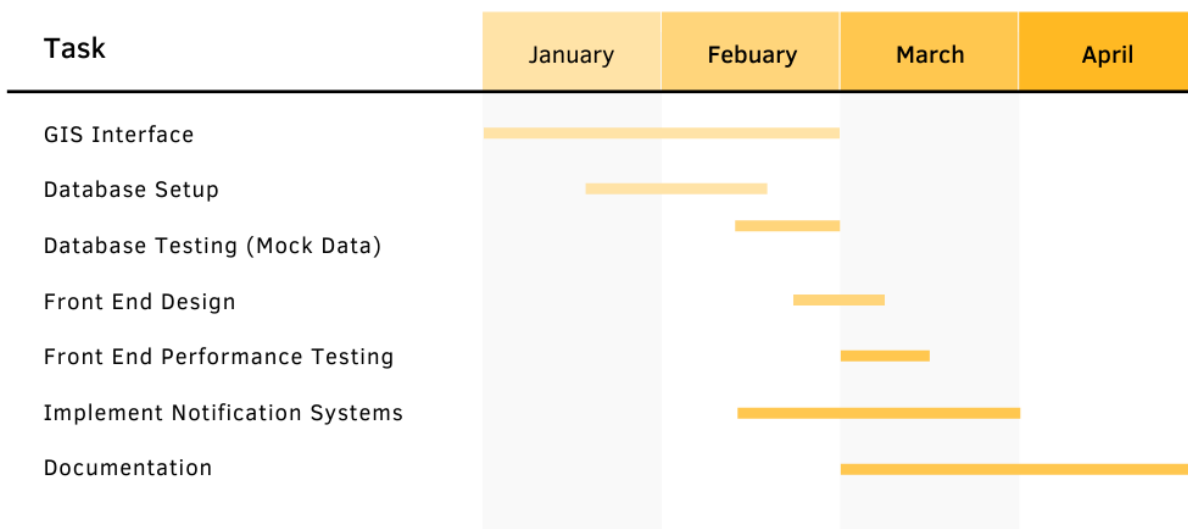 Task
January
Febuary
March
April
GIS Interface
Database Setup
Database Testing (Mock Data)
Front End Design
Front End Performance Testing
Implement Notification Systems
Documentation